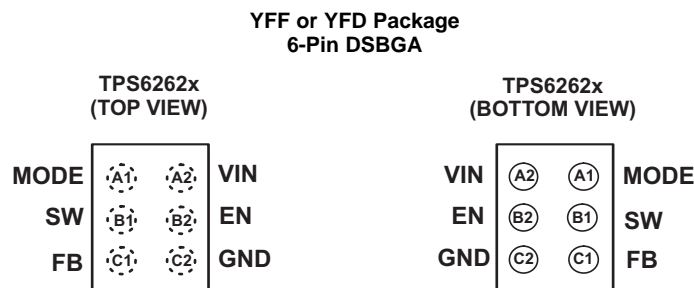 YFF or YFD Package
6-Pin DSBGA
TPS6262x
(TOP VIEW)
MODE A1 A2 VIN
SW B1 B2 EN
FB C1 C2 GND
TPS6262x
(BOTTOM VIEW)
VIN A2 A1 MODE
EN B2 B1 SW
GND C2 C1 FB